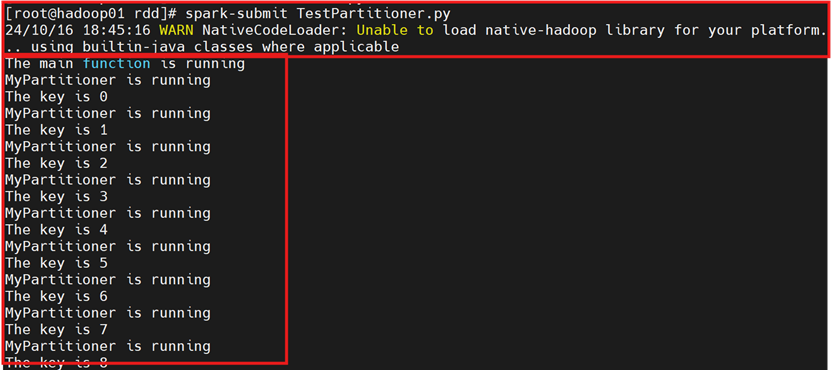 [root@hadoop01 rdd]# spark-submit TestPartitioner.py
24/10/16 18:45:16 WARN NativeCodeLoader: Unable to load native-hadoop library for your platform.
.. using builtin-java classes where applicable
The main function is running
MyPartitioner is running
The key is 0
MyPartitioner is running
The key is 1
MyPartitioner is running
The key is 2
MyPartitioner is running
The key is 3
MyPartitioner is running
The key is 4
MyPartitioner is running
The key is 5
MyPartitioner is running
The key is 6
MyPartitioner is running
The key is 7
MyPartitioner is running
The key is 8